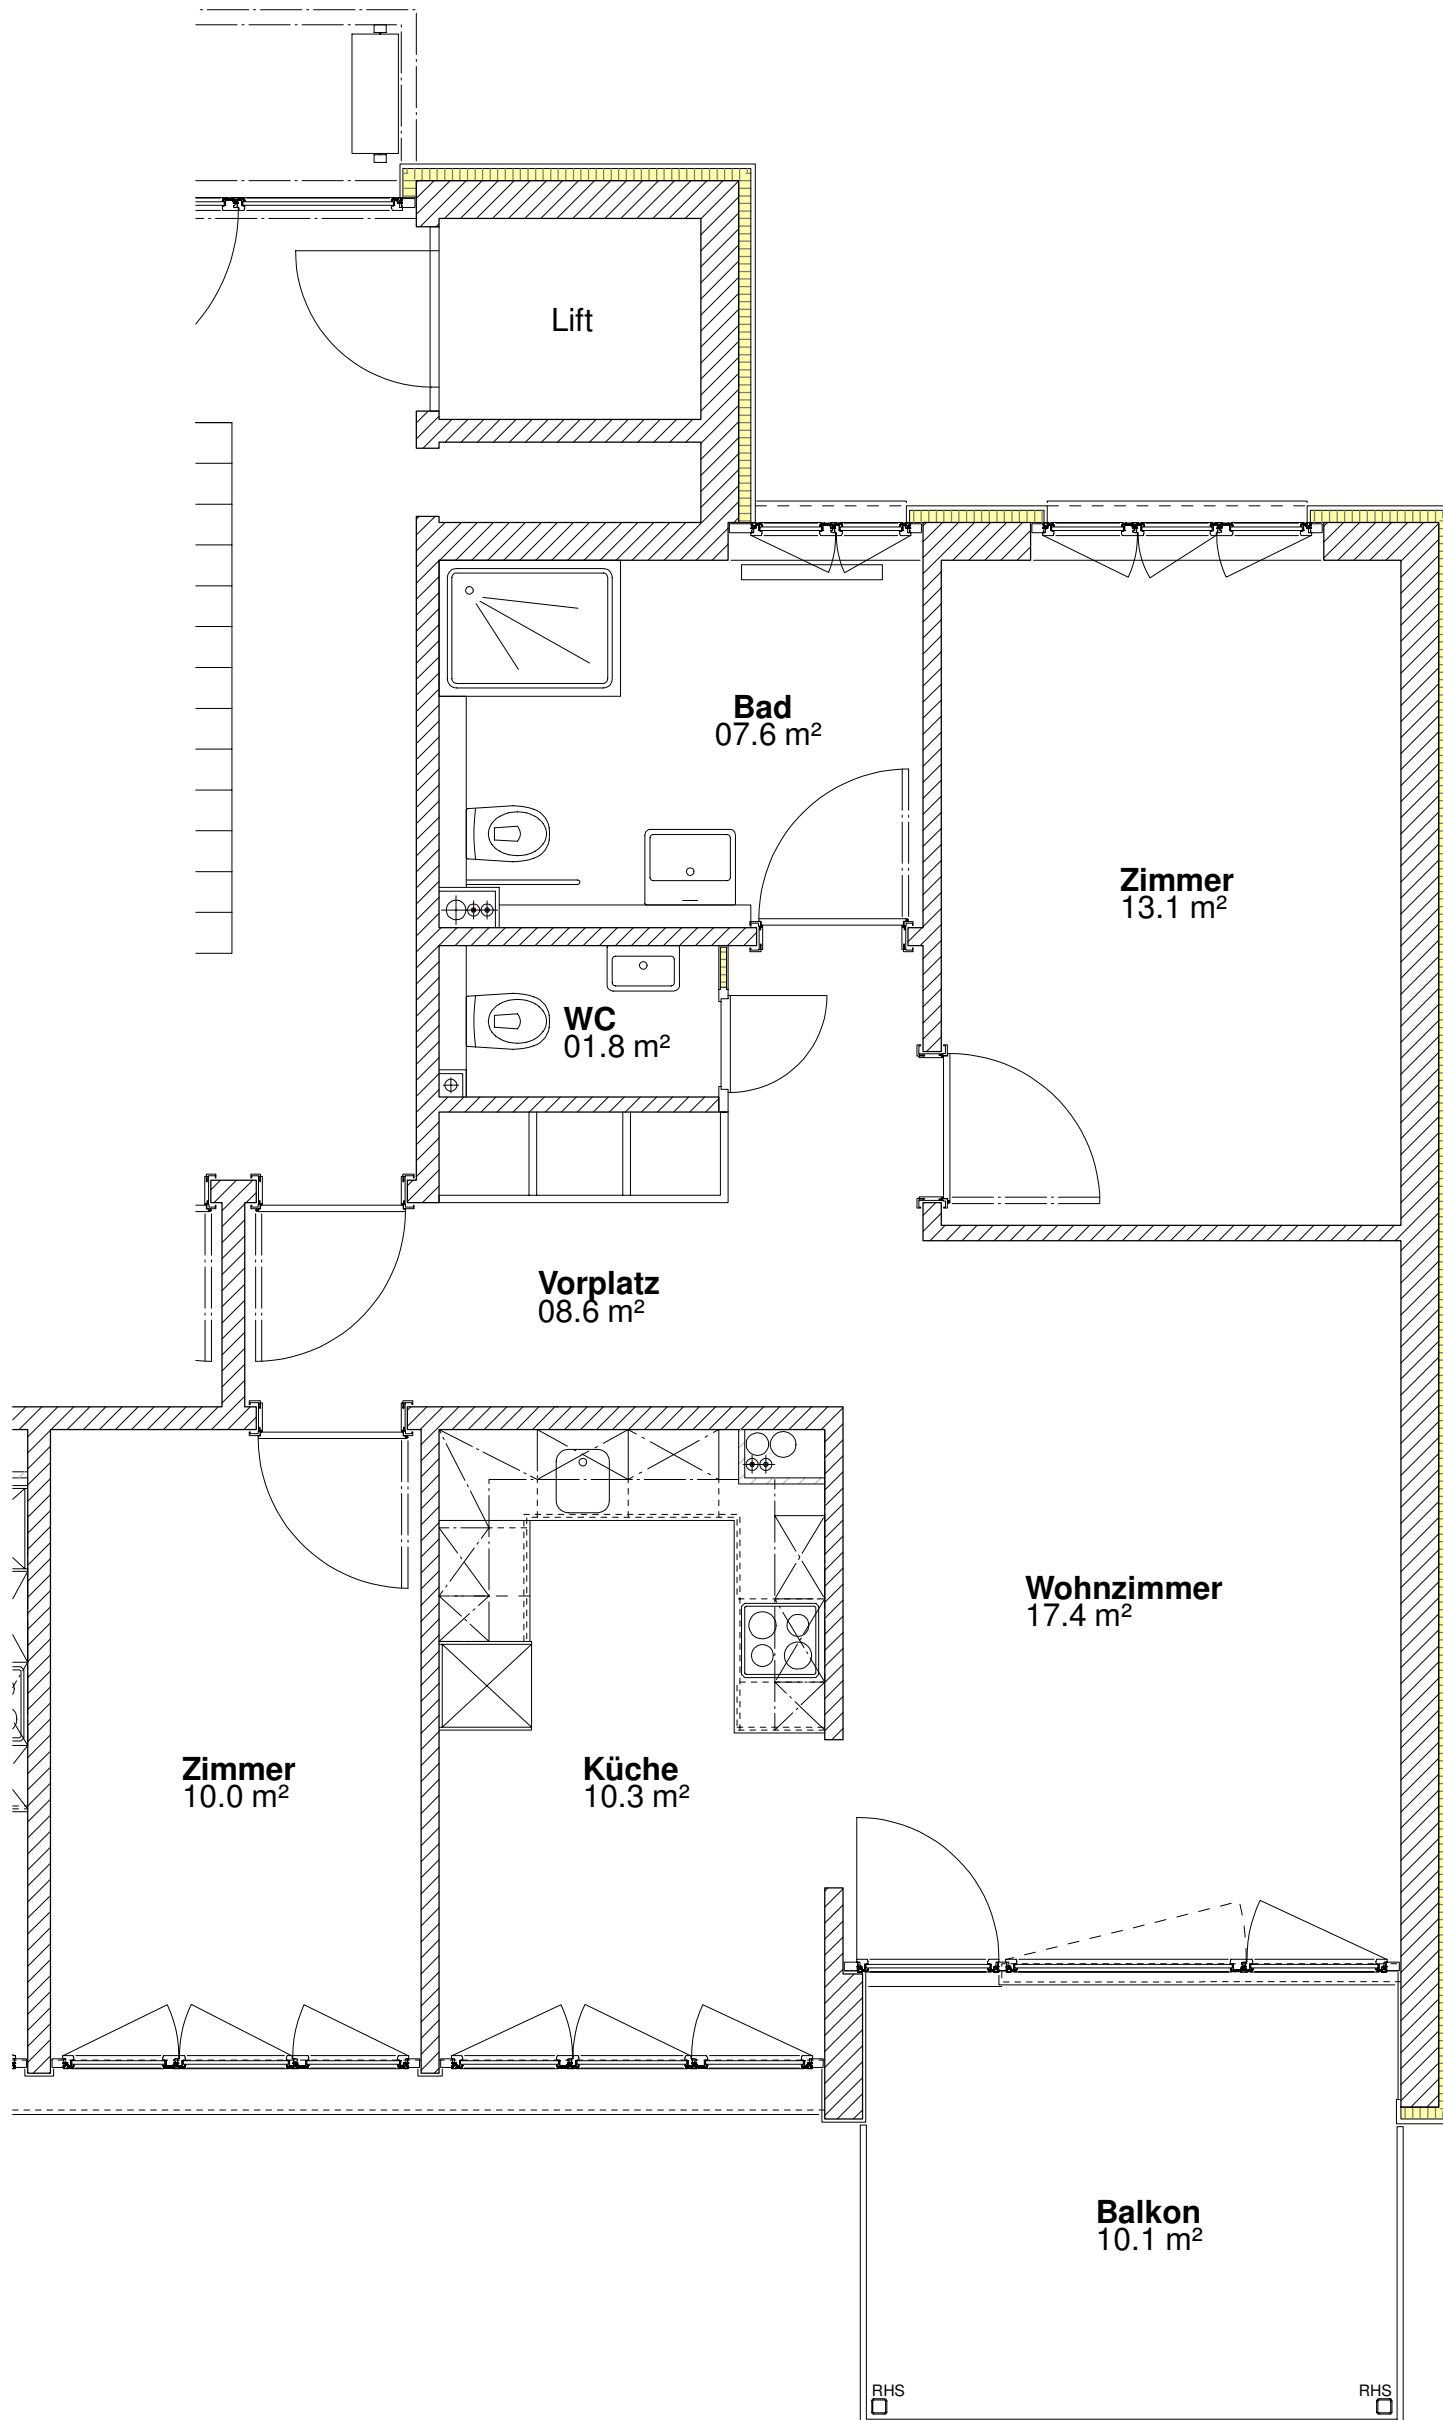 Lift
Bad
07.6 m²
Zimmer
13.1 m²
WC
01.8 m²
Vorplatz
08.6 m²
Wohnzimmer
17.4 m²
Zimmer
10.0 m²
Küche
10.3 m²
Balkon
10.1 m²
RHS
RHS